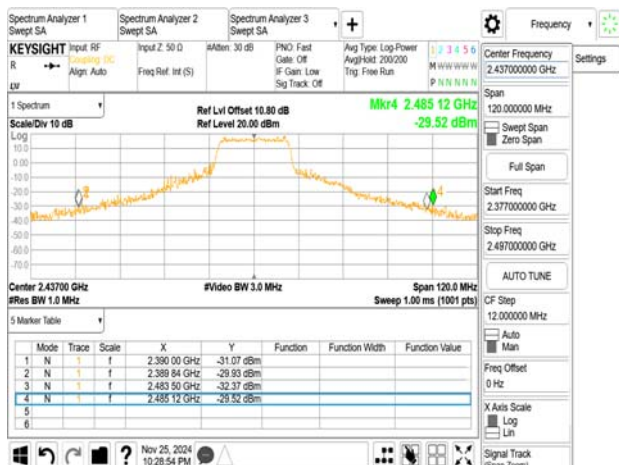 Spectrum Analyzer 1
Swept SA
Spectrum Analyzer 2
Swept SA
Spectrum Analyzer 3
Swept SA
Frequency
KEYSIGHT
R
Input: RF
Coupling: DC
Align: Auto
Input Z: 50 Ω
Freq Ref: Int (S)
#Atten: 30 dB
PNO: Fast
Gate: Off
IF Gain: Low
Sig Track: Off
Avg Type: Log-Power
Avg|Hold: 200/200
Trig: Free Run
1 2 3 4 5 6
M W W W W W
P N N N N N
1 Spectrum
Scale/Div 10 dB
Ref Lvl Offset 10.80 dB
Ref Level 20.00 dBm
Mkr4 2.485 12 GHz
-29.52 dBm
Log
10.0
0.00
-10.0
-20.0
-30.0
-40.0
-50.0
-60.0
-70.0
4
Center 2.43700 GHz
#Res BW 1.0 MHz
#Video BW 3.0 MHz
Span 120.0 MHz
Sweep 1.00 ms (1001 pts)
5 Marker Table
Mode Trace Scale X Y Function Function Width Function Value
1 N 1 f 2.390 00 GHz -31.07 dBm
2 N 1 f 2.389 84 GHz -29.93 dBm
3 N 1 f 2.483 50 GHz -32.37 dBm
4 N 1 f 2.485 12 GHz -29.52 dBm
5
6
Nov 25, 2024
10:28:54 PM
Center Frequency
2.437000000 GHz
Settings
Span
120.000000 MHz
Swept Span
Zero Span
Full Span
Start Freq
2.377000000 GHz
Stop Freq
2.497000000 GHz
AUTO TUNE
CF Step
12.000000 MHz
Auto
Man
Freq Offset
0 Hz
X Axis Scale
Log
Lin
Signal Track